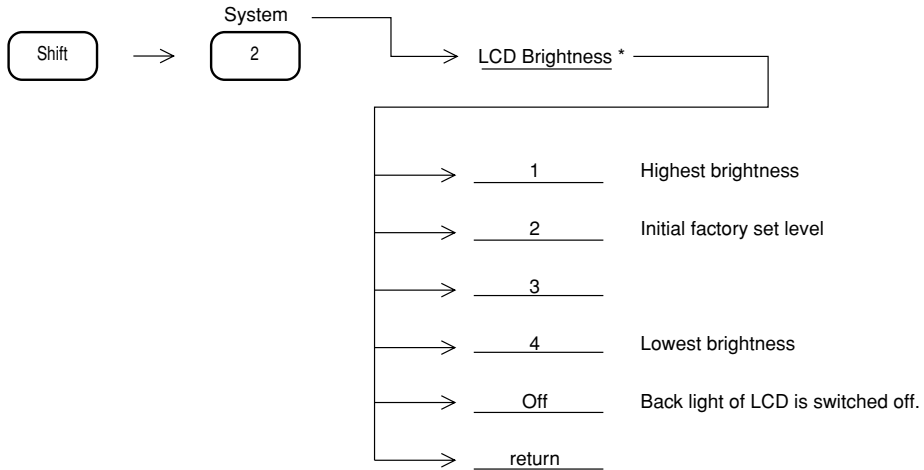 System
Shift
2
LCD Brightness *
1 Highest brightness
2 Initial factory set level
3
4 Lowest brightness
Off Back light of LCD is switched off.
return